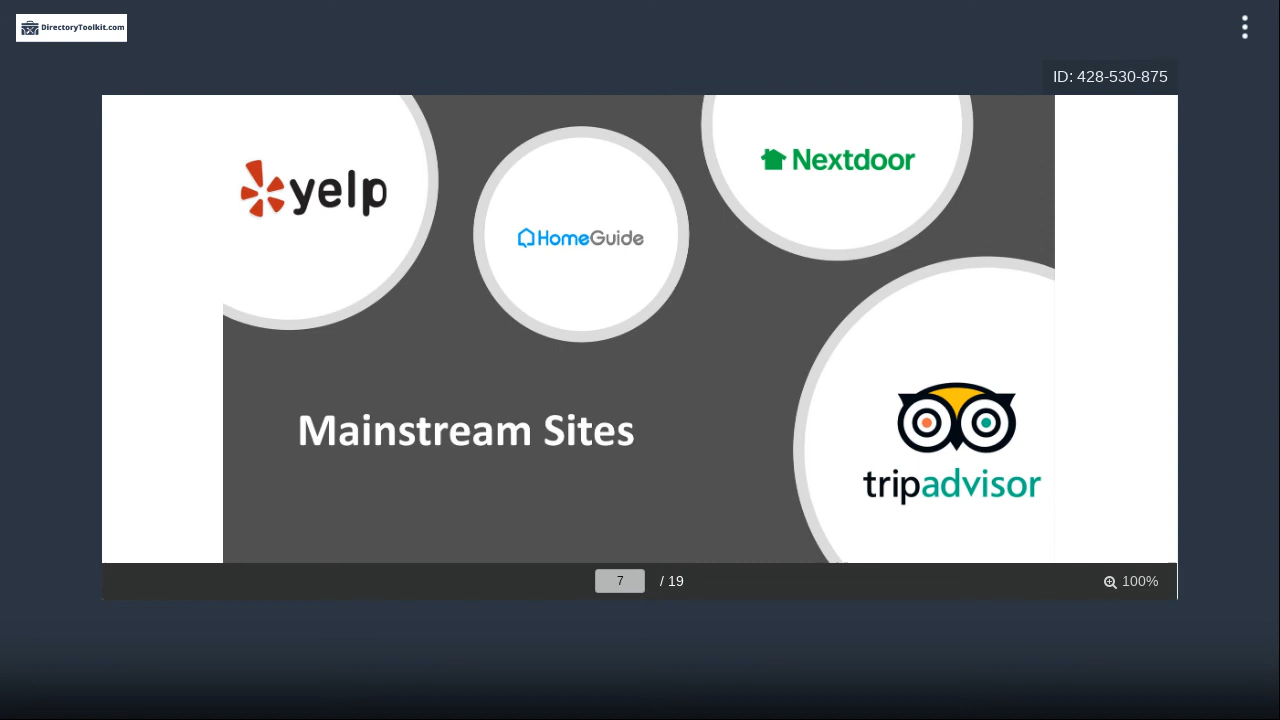 DirectoryToolkit.com
ID: 428-530-875
yelp
HomeGuide
Nextdoor
Mainstream Sites
tripadvisor
7 / 19
100%